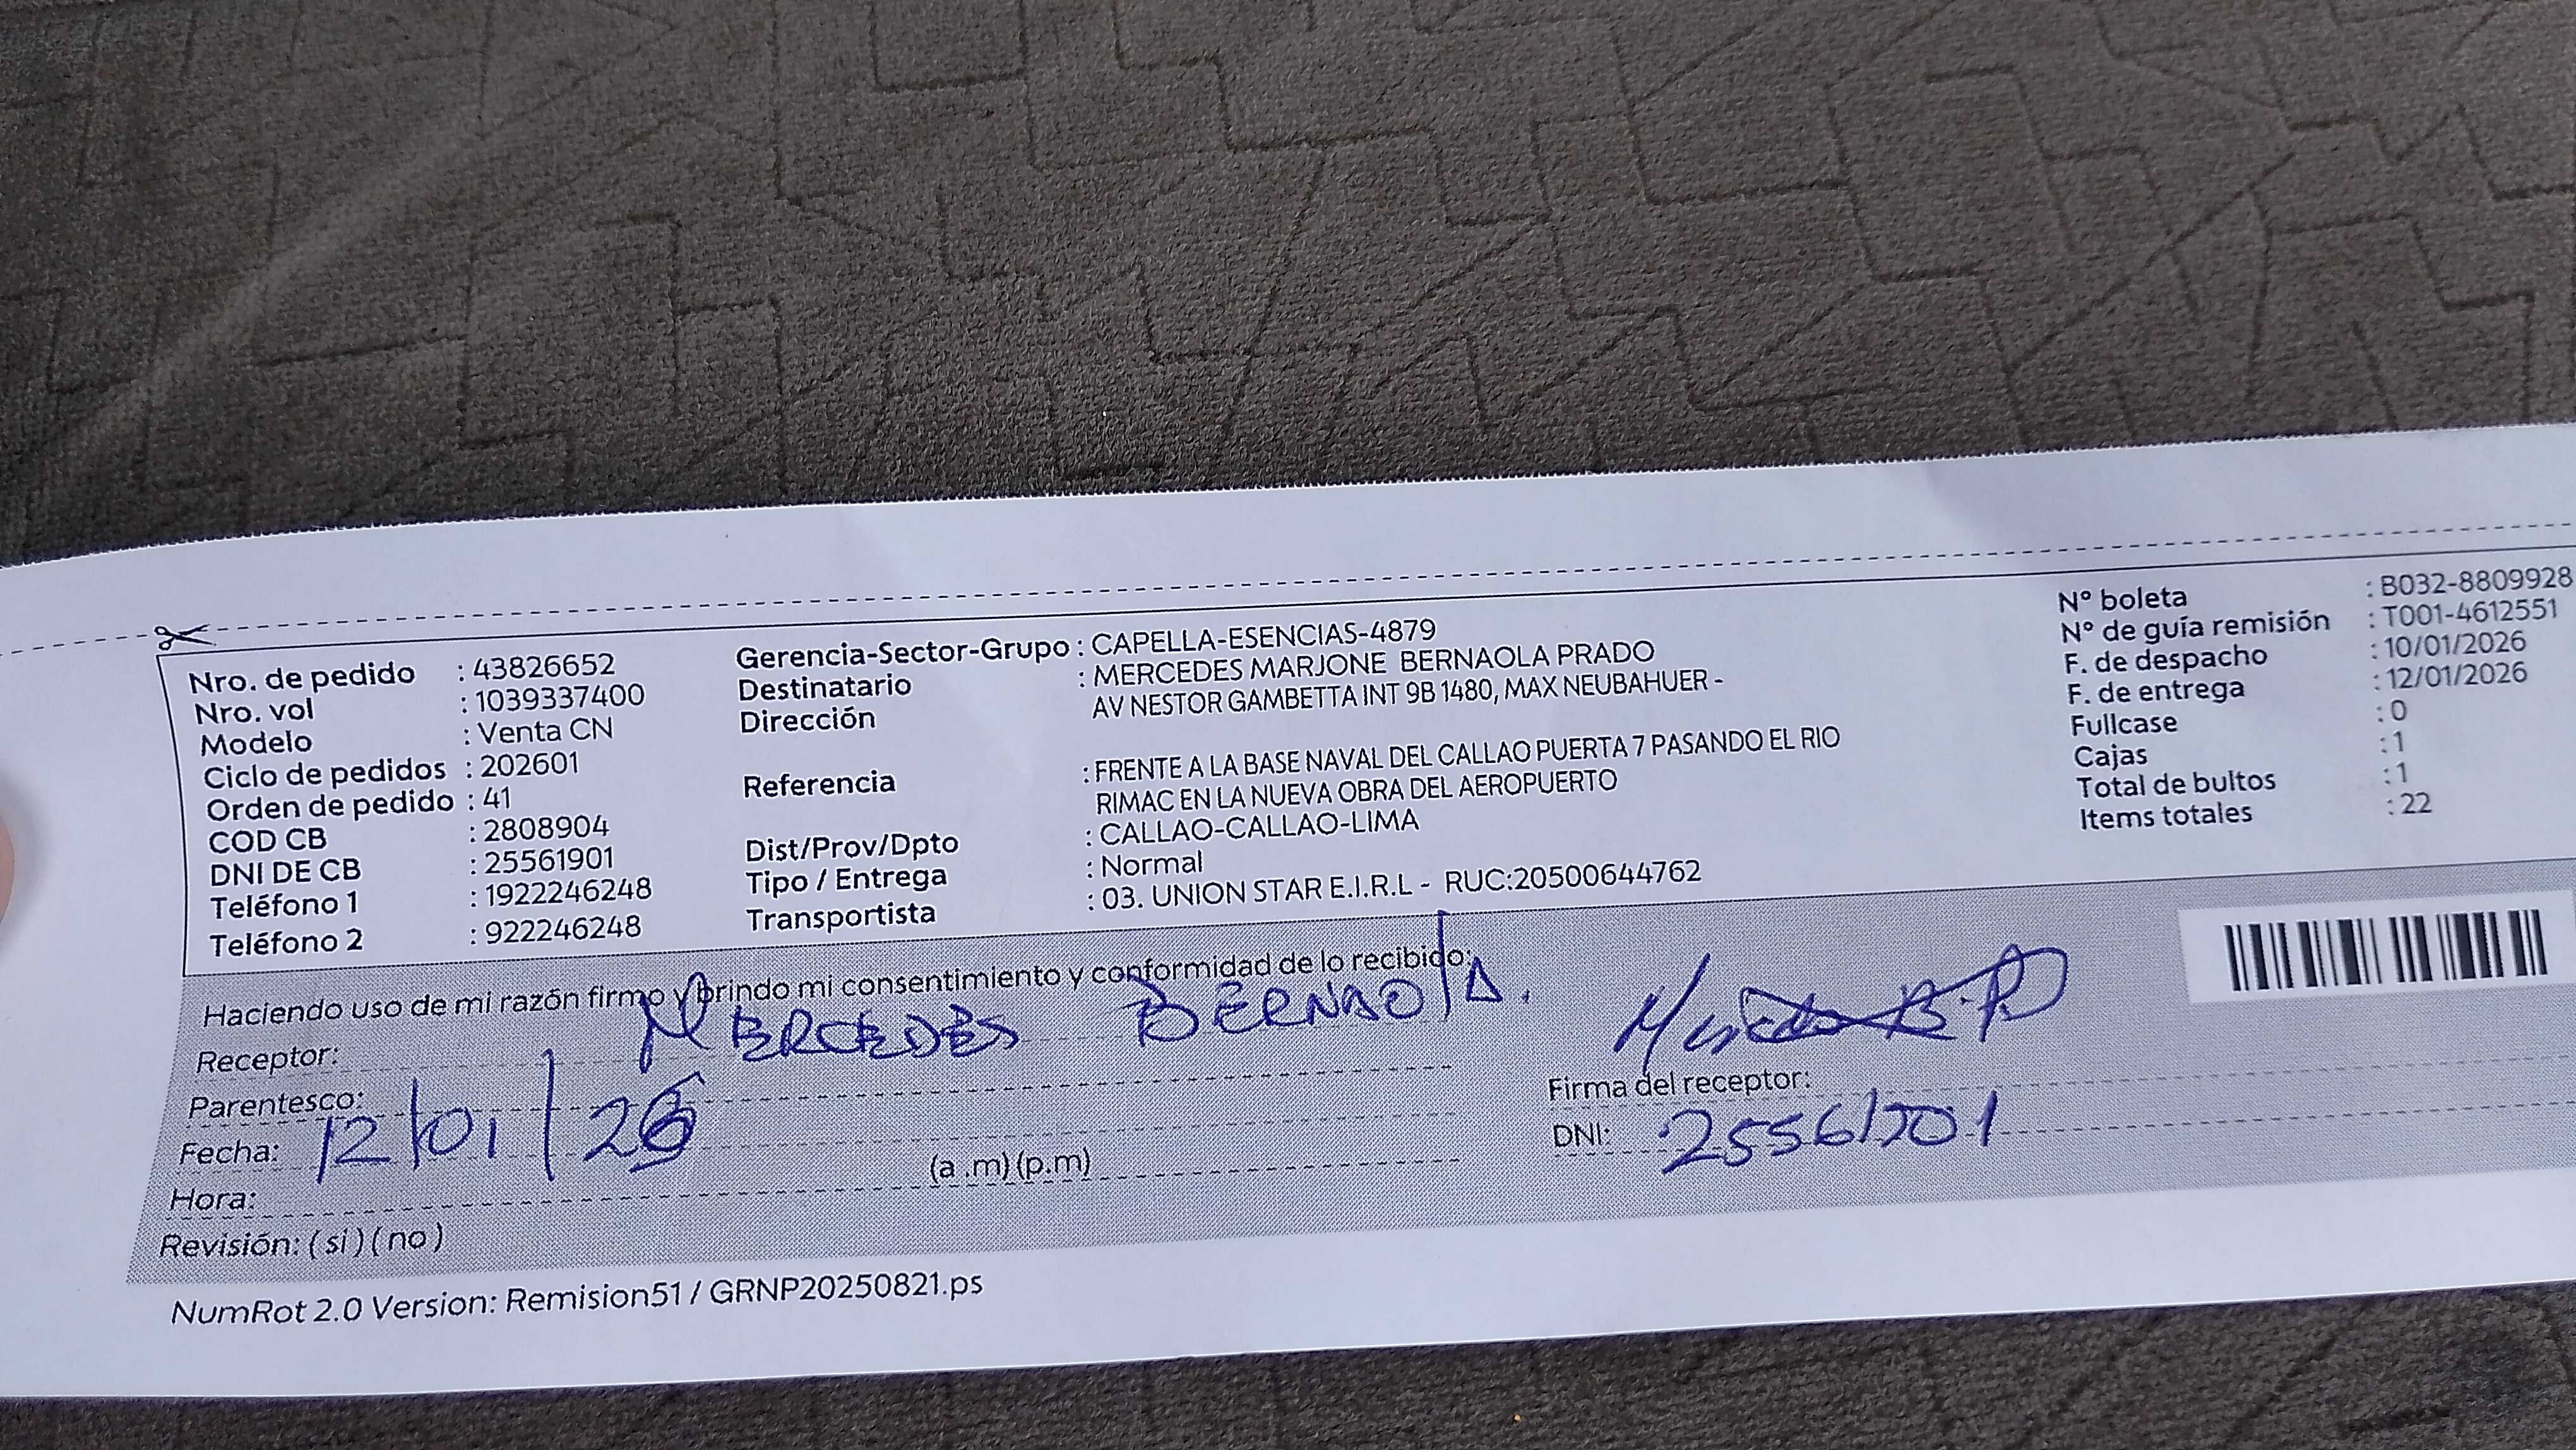 Nro. de pedido : 43826652
Nro. vol : 1039337400
Modelo : Venta CN
Ciclo de pedidos : 202601
Orden de pedido : 41
COD CB : 2808904
DNI DE CB : 25561901
Teléfono 1 : 1922246248
Teléfono 2 : 922246248
Gerencia-Sector-Grupo : CAPELLA-ESENCIAS-4879
Destinatario : MERCEDES MARJONE BERNAOLA PRADO
Dirección AV NESTOR GAMBETTA INT 9B 1480, MAX NEUBAHUER -
Referencia : FRENTE A LA BASE NAVAL DEL CALLAO PUERTA 7 PASANDO EL RIO
RIMAC EN LA NUEVA OBRA DEL AEROPUERTO
Dist/Prov/Dpto : CALLAO-CALLAO-LIMA
Tipo / Entrega : Normal
Transportista : 03. UNION STAR E.I.R.L - RUC:20500644762
N° boleta : B032-8809928
N° de guía remisión : T001-4612551
F. de despacho : 10/01/2026
F. de entrega : 12/01/2026
Fullcase : 0
Cajas : 1
Total de bultos : 1
Items totales : 22
Haciendo uso de mi razón firmo y brindo mi consentimiento y conformidad de lo recibido:
Receptor: MERCEDES BERNAOlA.
Parentesco:
Fecha: 12/01/26
Hora: (a .m) (p.m)
Revisión: ( si ) ( no )
Firma del receptor:
DNI: 25561901
NumRot 2.0 Version: Remision51 / GRNP20250821.ps